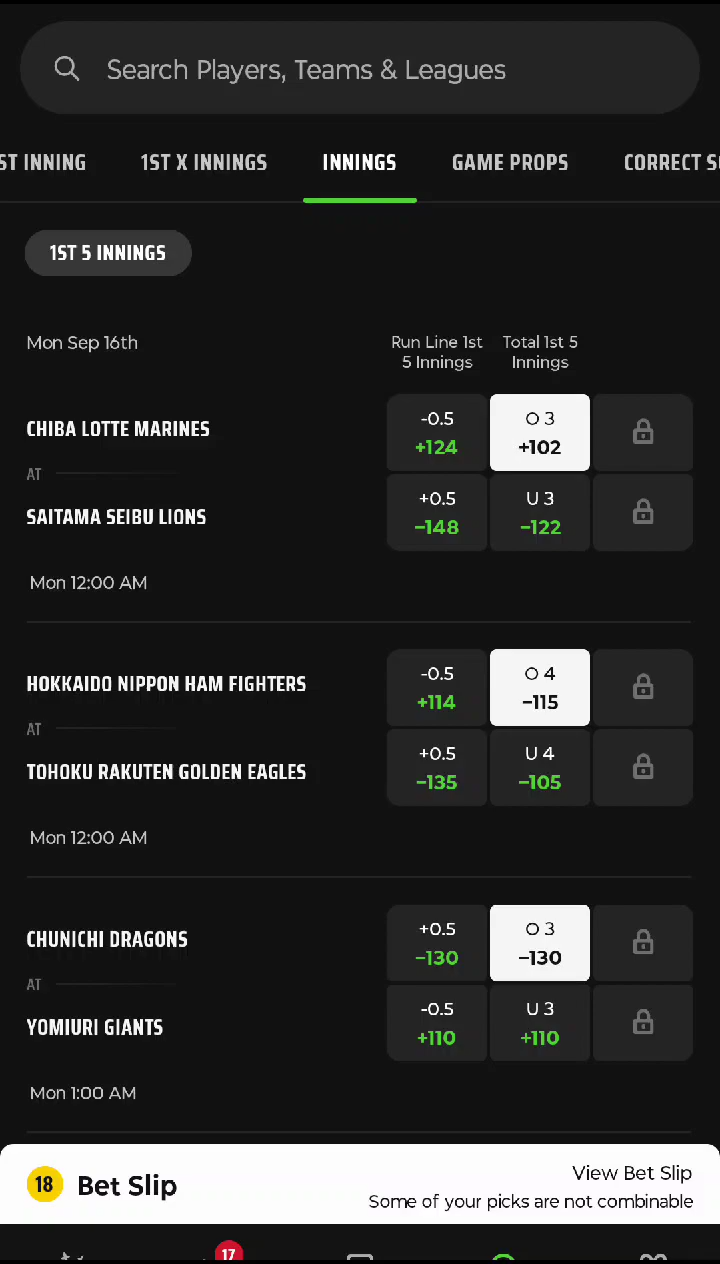 Search Players, Teams & Leagues
ST INNING 1ST X INNINGS INNINGS GAME PROPS CORRECT S
1ST 5 INNINGS
Mon Sep 16th
Run Line 1st 5 Innings
Total 1st 5 Innings
CHIBA LOTTE MARINES
-0.5 +124
O 3 +102
AT
SAITAMA SEIBU LIONS
+0.5 −148
U 3 −122
Mon 12:00 AM
HOKKAIDO NIPPON HAM FIGHTERS
-0.5 +114
O 4 −115
AT
TOHOKU RAKUTEN GOLDEN EAGLES
+0.5 −135
U 4 −105
Mon 12:00 AM
CHUNICHI DRAGONS
+0.5 −130
O 3 −130
AT
YOMIURI GIANTS
-0.5 +110
U 3 +110
Mon 1:00 AM
18 Bet Slip
View Bet Slip
Some of your picks are not combinable
17